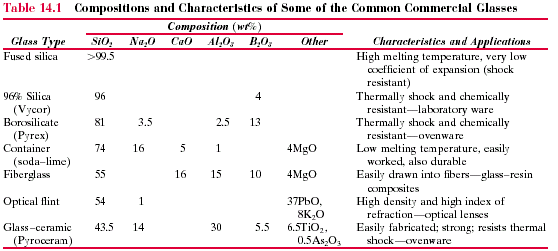 Table 14.1 Compositions and Characteristics of Some of the Common Commercial Glasses
Composition (wt%)
Glass Type SiO2 Na2O CaO Al2O3 B2O3 Other Characteristics and Applications
Fused silica >99.5 High melting temperature, very low
coefficient of expansion (shock
resistant)
96% Silica 96 4 Thermally shock and chemically
(Vycor) resistant—laboratory ware
Borosilicate 81 3.5 2.5 13 Thermally shock and chemically
(Pyrex) resistant—ovenware
Container 74 16 5 1 4MgO Low melting temperature, easily
(soda–lime) worked, also durable
Fiberglass 55 16 15 10 4MgO Easily drawn into fibers—glass–resin
composites
Optical flint 54 1 37PbO, High density and high index of
8K2O refraction—optical lenses
Glass–ceramic 43.5 14 30 5.5 6.5TiO2, Easily fabricated; strong; resists thermal
(Pyroceram) 0.5As2O3 shock—ovenware